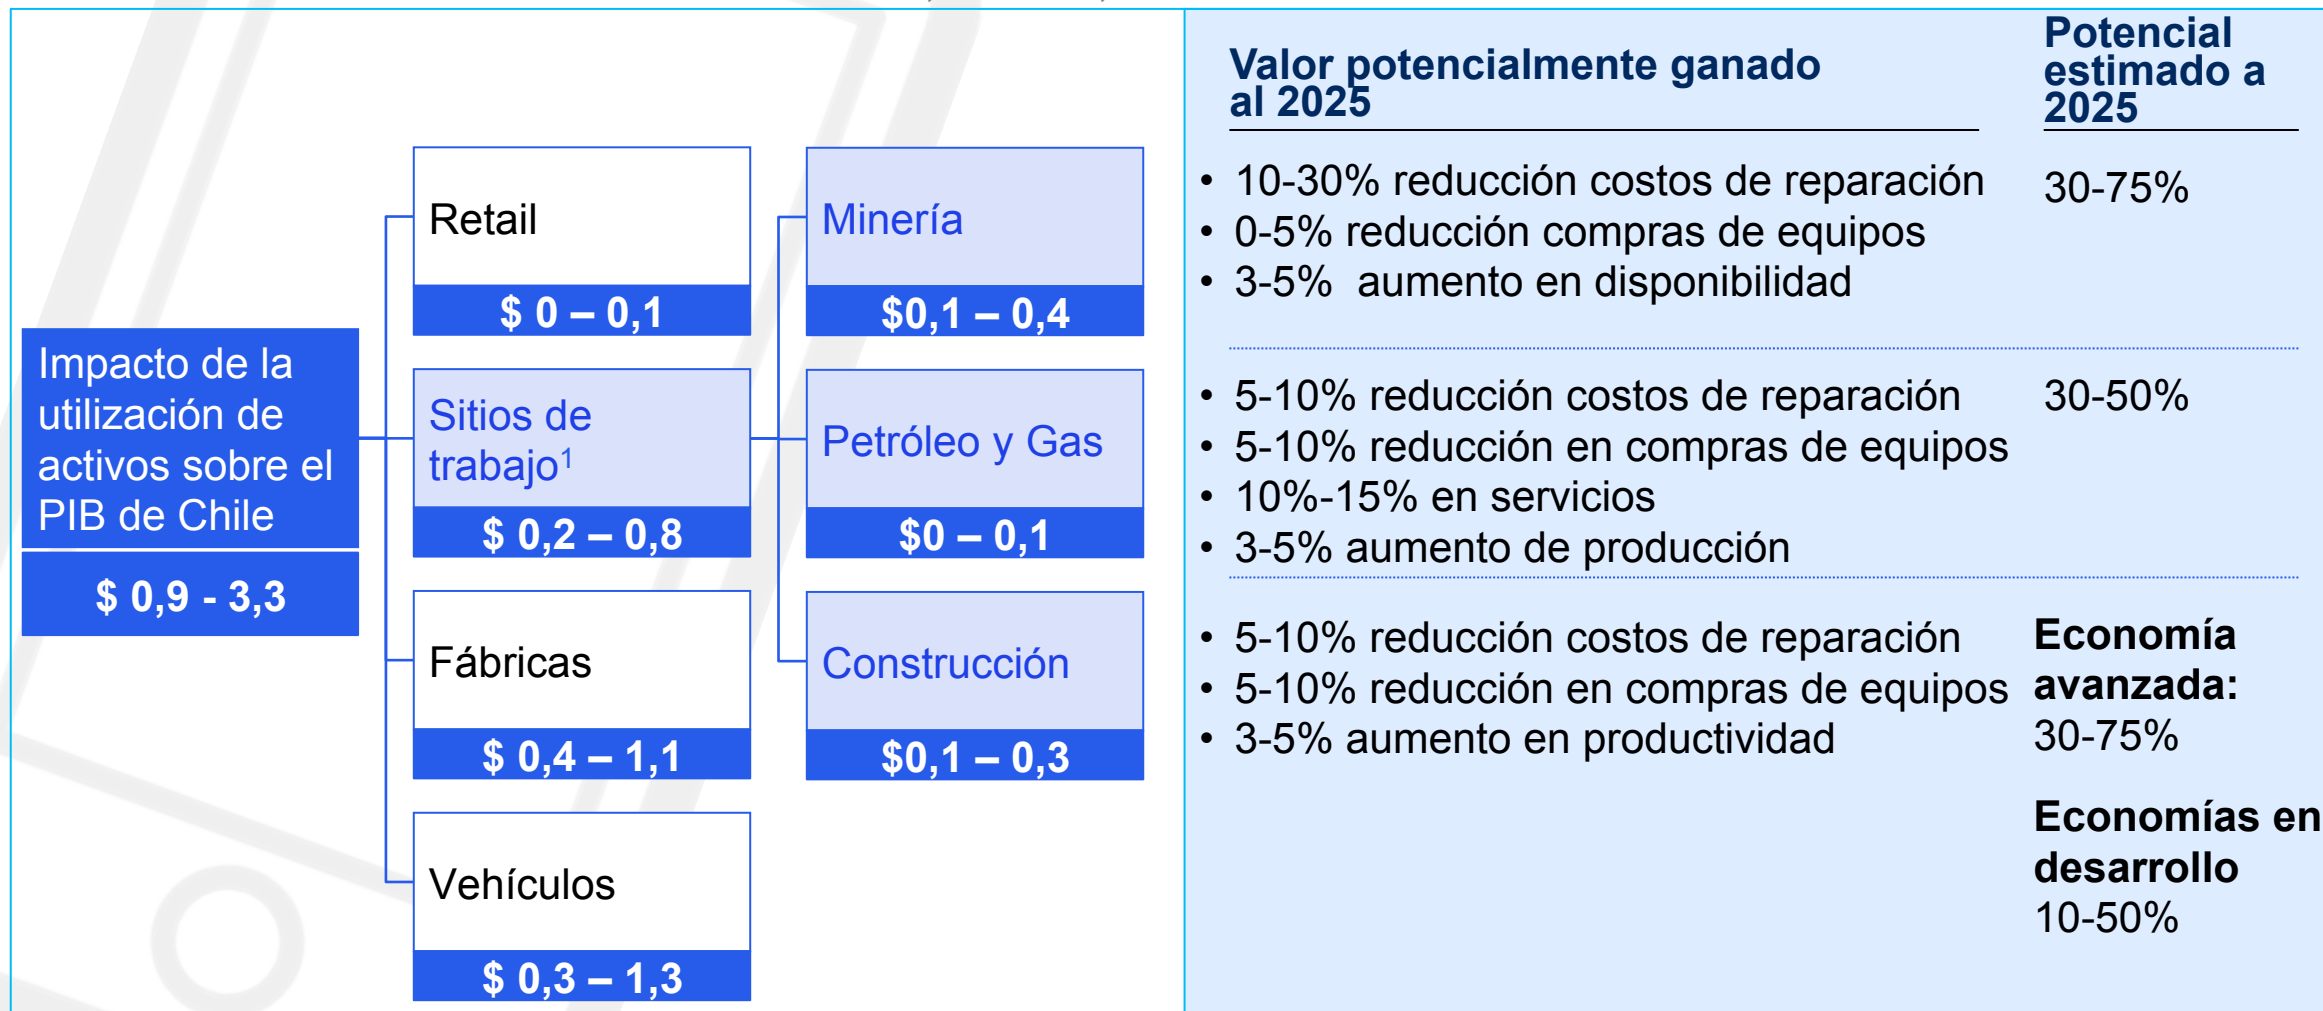 Impacto de la
utilización de
activos sobre el
PIB de Chile
$ 0,9 - 3,3
Retail
$ 0 – 0,1
Sitios de
trabajo1
$ 0,2 – 0,8
Fábricas
$ 0,4 – 1,1
Vehículos
$ 0,3 – 1,3
Minería
$0,1 – 0,4
Petróleo y Gas
$0 – 0,1
Construcción
$0,1 – 0,3
Valor potencialmente ganado
al 2025
Potencial
estimado a
2025
• 10-30% reducción costos de reparación
• 0-5% reducción compras de equipos
• 3-5% aumento en disponibilidad
30-75%
• 5-10% reducción costos de reparación
• 5-10% reducción en compras de equipos
• 10%-15% en servicios
• 3-5% aumento de producción
30-50%
• 5-10% reducción costos de reparación
• 5-10% reducción en compras de equipos
• 3-5% aumento en productividad
Economía
avanzada:
30-75%
Economías en
desarrollo
10-50%